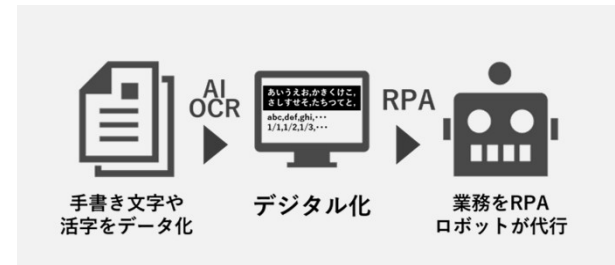 AI
OCR
あいうえお,かきくけこ,
さしすせそ,たちつてと,
abc,def,ghi,･･･
1/1,1/2,1/3,･･･
RPA
手書き文字や
活字をデータ化
デジタル化
業務をRPA
ロボットが代行